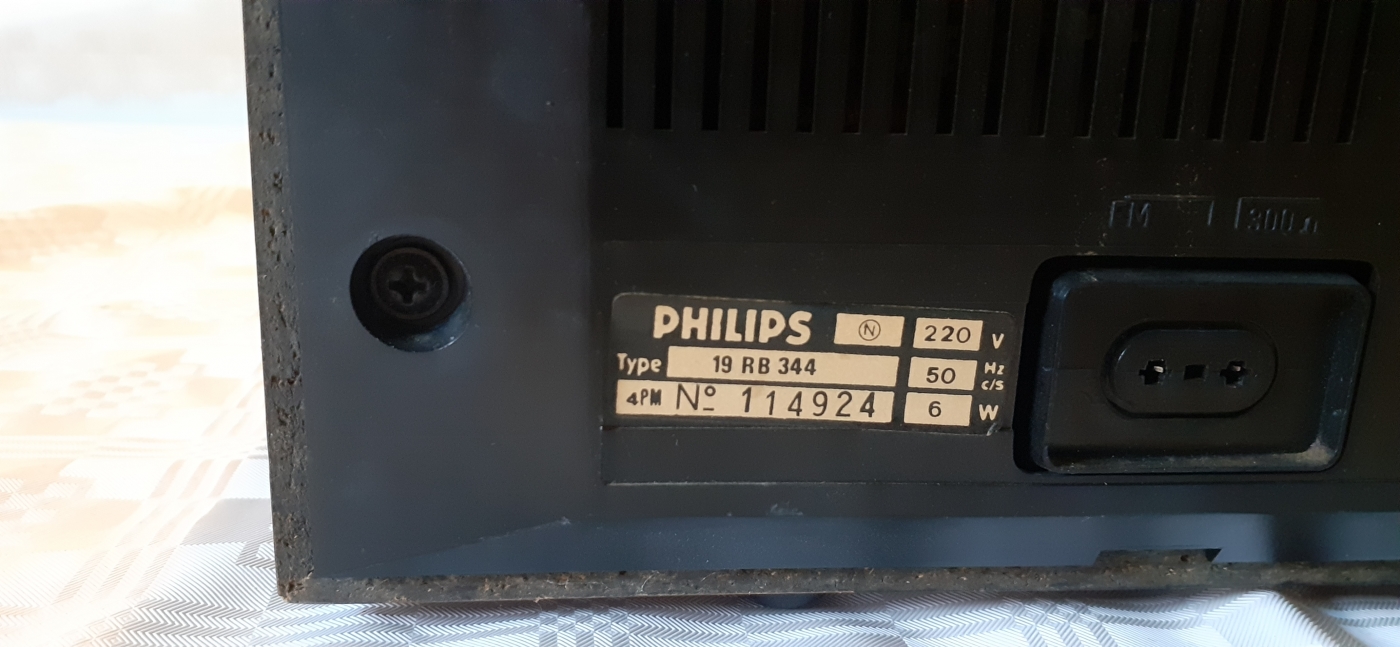 FM 300Ω
PHILIPS N 220 V
Type 19 RB 344 50 Hz c/s
4PM Nº 114924 6 W